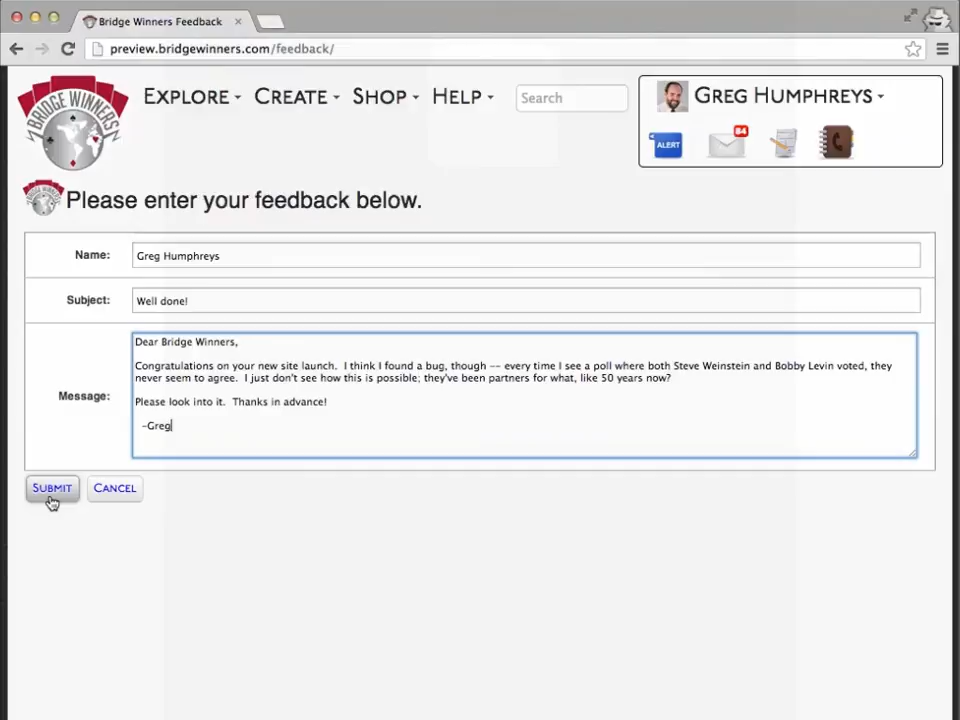 Bridge Winners Feedback
preview.bridgewinners.com/feedback/
BRIDGE WINNERS
EXPLORE
CREATE
SHOP
HELP
Search
GREG HUMPHREYS
ALERT
84
Please enter your feedback below.
Name:
Greg Humphreys
Subject:
Well done!
Message:
Dear Bridge Winners,
Congratulations on your new site launch. I think I found a bug, though -- every time I see a poll where both Steve Weinstein and Bobby Levin voted, they
never seem to agree. I just don't see how this is possible; they've been partners for what, like 50 years now?
Please look into it. Thanks in advance!
-Greg
SUBMIT
CANCEL